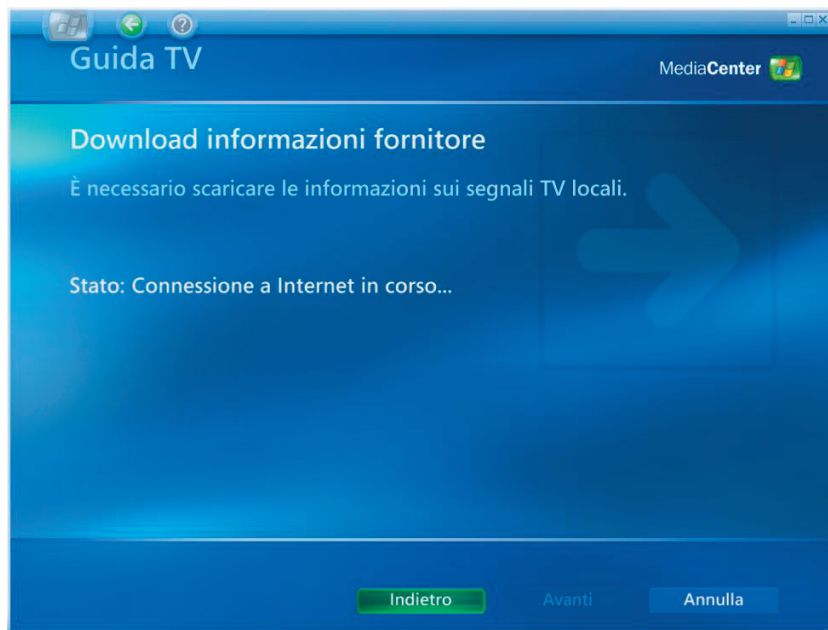 Guida TV
MediaCenter
Download informazioni fornitore
È necessario scaricare le informazioni sui segnali TV locali.
Stato: Connessione a Internet in corso...
Indietro Avanti Annulla